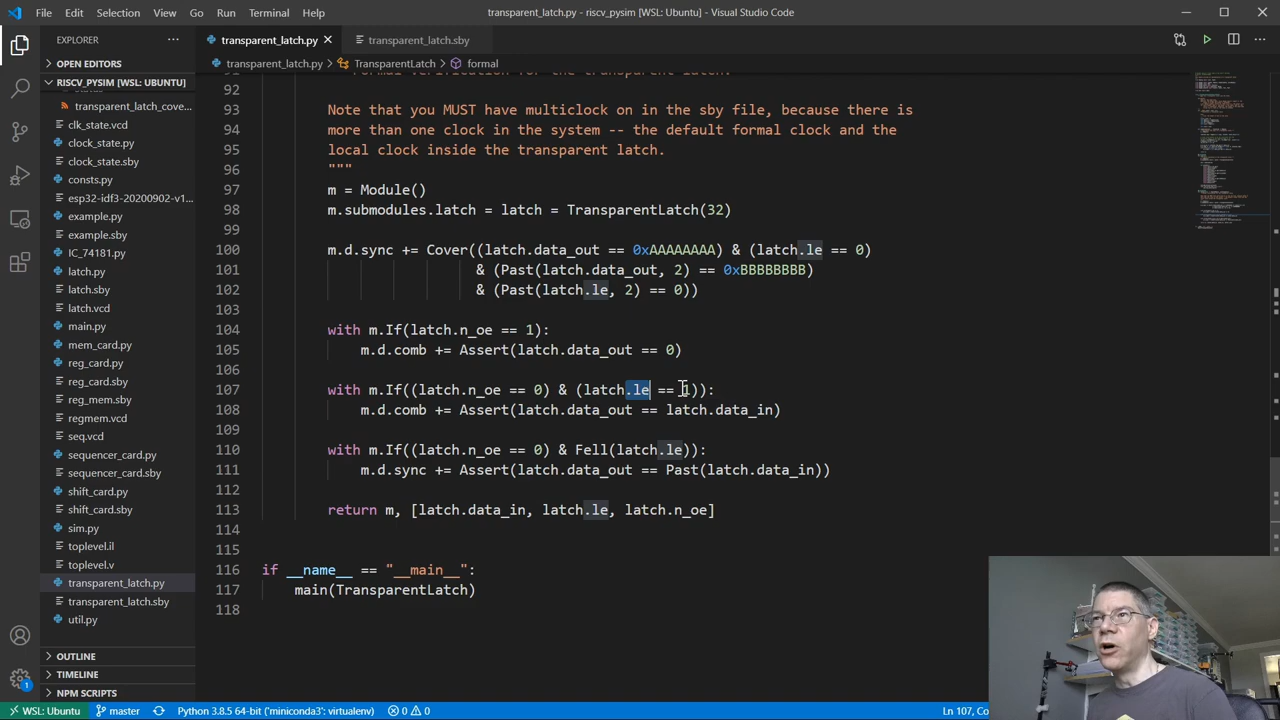 File Edit Selection View Go Run Terminal Help
transparent_latch.py - riscv_pysim [WSL: Ubuntu] - Visual Studio Code
EXPLORER
transparent_latch.py
transparent_latch.sby
OPEN EDITORS
transparent_latch.py > TransparentLatch > formal
RISCV_PYSIM [WSL: UBUNTU]
transparent_latch_cove...
clk_state.vcd
clock_state.py
clock_state.sby
consts.py
esp32-idf3-20200902-v1...
example.py
example.sby
IC_74181.py
latch.py
latch.sby
latch.vcd
main.py
mem_card.py
reg_card.py
reg_card.sby
reg_mem.sby
regmem.vcd
seq.vcd
sequencer_card.py
sequencer_card.sby
shift_card.py
shift_card.sby
sim.py
toplevel.il
toplevel.v
transparent_latch.py
transparent_latch.sby
util.py
OUTLINE
TIMELINE
NPM SCRIPTS
91 Formal verification for the transparent latch.
92
93 Note that you MUST have multiclock on in the sby file, because there is
94 more than one clock in the system -- the default formal clock and the
95 local clock inside the transparent latch.
96 """
97 m = Module()
98 m.submodules.latch = latch = TransparentLatch(32)
99
100 m.d.sync += Cover((latch.data_out == 0xAAAAAAAA) & (latch.le == 0)
101 & (Past(latch.data_out, 2) == 0xBBBBBBBB)
102 & (Past(latch.le, 2) == 0))
103
104 with m.If(latch.n_oe == 1):
105 m.d.comb += Assert(latch.data_out == 0)
106
107 with m.If((latch.n_oe == 0) & (latch.le == 1)):
108 m.d.comb += Assert(latch.data_out == latch.data_in)
109
110 with m.If((latch.n_oe == 0) & Fell(latch.le)):
111 m.d.sync += Assert(latch.data_out == Past(latch.data_in))
112
113 return m, [latch.data_in, latch.le, latch.n_oe]
114
115
116 if __name__ == "__main__":
117 main(TransparentLatch)
118
1
WSL: Ubuntu master Python 3.8.5 64-bit ('miniconda3': virtualenv) 0 0 Ln 107,